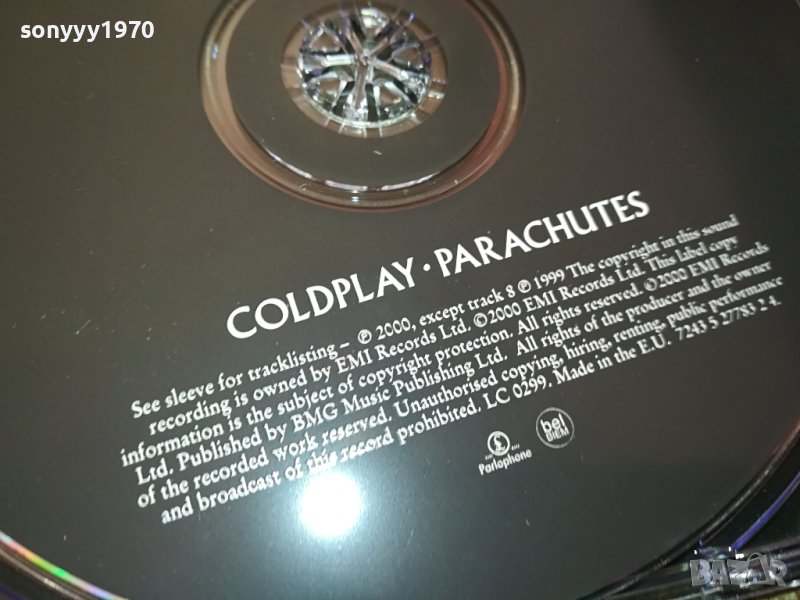 sonyyy1970
COLDPLAY · PARACHUTES
See sleeve for tracklisting – ℗ 2000, except track 8 ℗ 1999 The copyright in this sound
recording is owned by EMI Records Ltd. ©2000 EMI Records Ltd. This label copy
information is the subject of copyright protection. All rights reserved. ©2000 EMI Records
Ltd. Published by BMG Music Publishing Ltd. All rights of the producer and the owner
of the recorded work reserved. Unauthorised copying, hiring, renting, public performance
and broadcast of this record prohibited. LC 0299. Made in the E.U. 7243 5 27783 2 4.
Parlophone
bel
BIEM
BAZAR